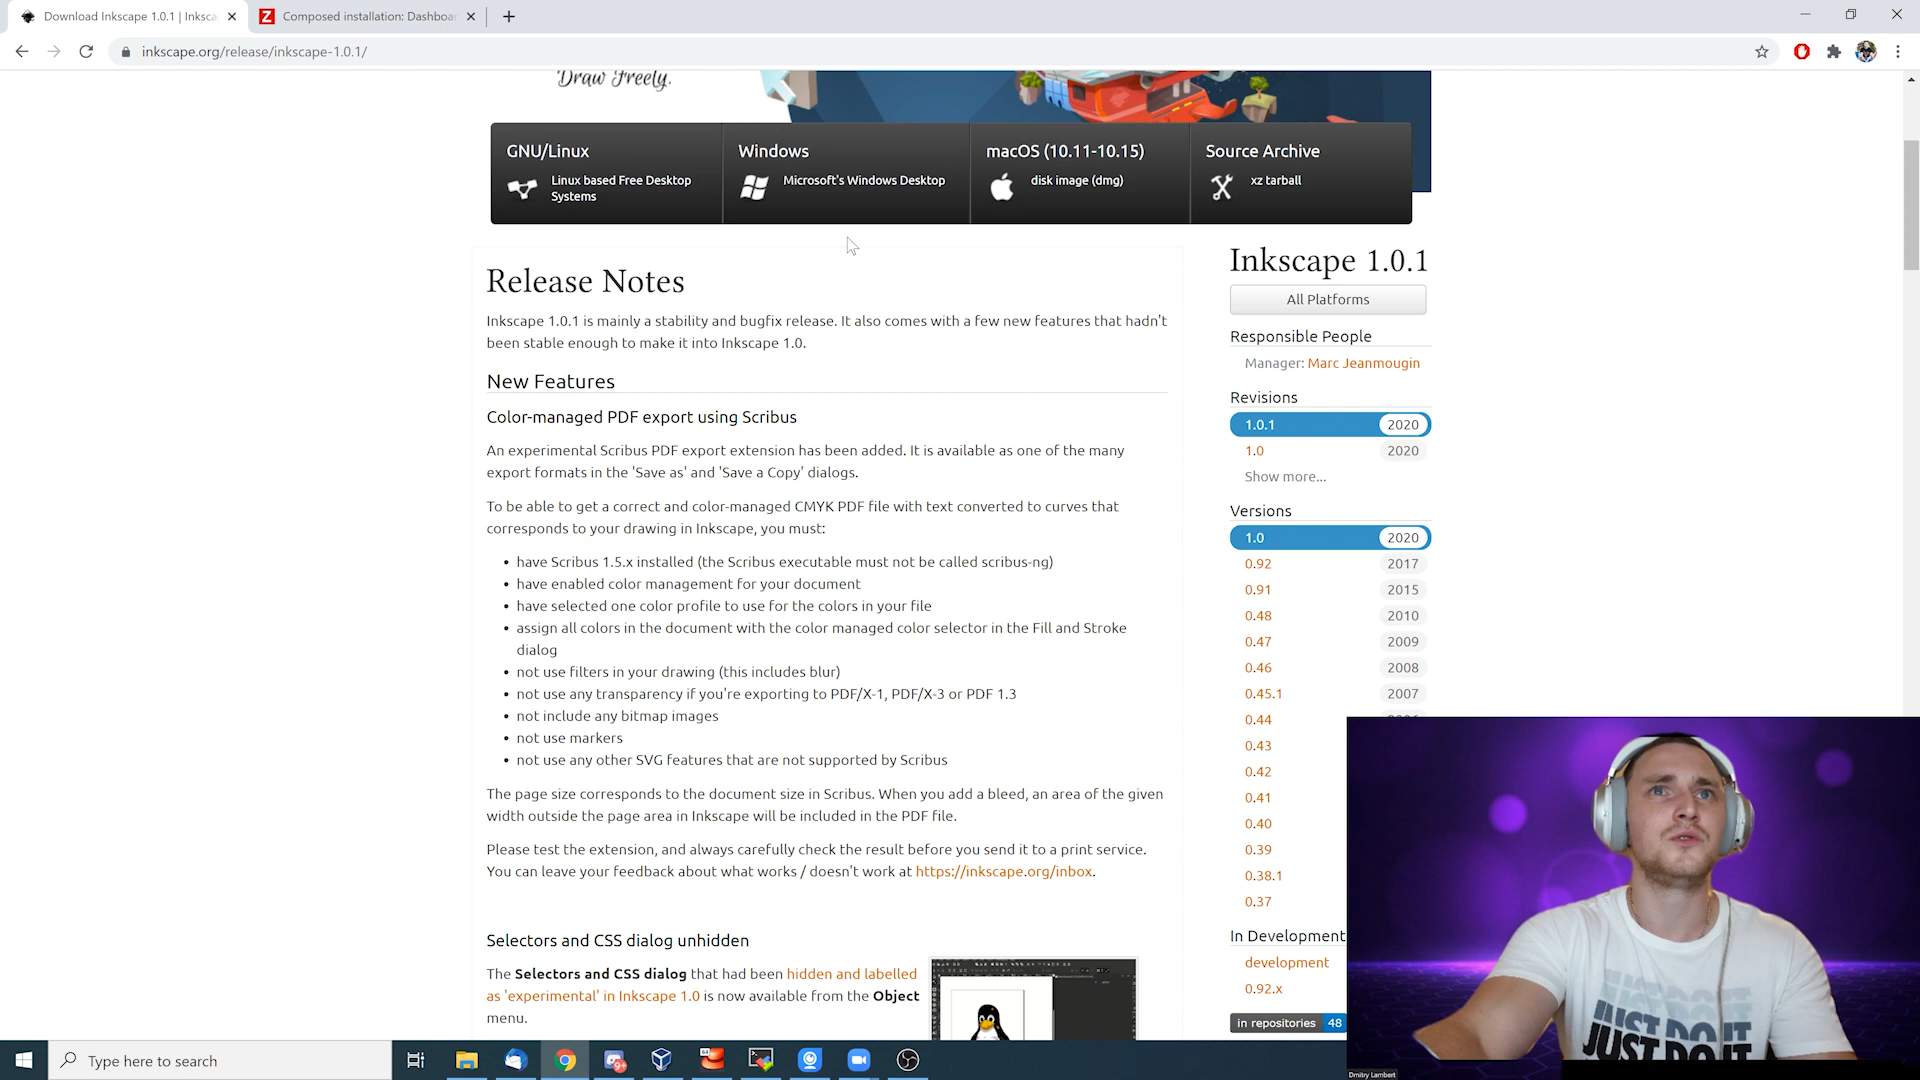 Download Inkscape 1.0.1 | Inksca
Composed installation: Dashboar
inkscape.org/release/inkscape-1.0.1/
Draw Freely.
GNU/Linux
Linux based Free Desktop
Systems
Windows
Microsoft's Windows Desktop
macOS (10.11-10.15)
disk image (dmg)
Source Archive
xz tarball
Release Notes
Inkscape 1.0.1 is mainly a stability and bugfix release. It also comes with a few new features that hadn't
been stable enough to make it into Inkscape 1.0.
New Features
Color-managed PDF export using Scribus
An experimental Scribus PDF export extension has been added. It is available as one of the many
export formats in the 'Save as' and 'Save a Copy' dialogs.
To be able to get a correct and color-managed CMYK PDF file with text converted to curves that
corresponds to your drawing in Inkscape, you must:
• have Scribus 1.5.x installed (the Scribus executable must not be called scribus-ng)
• have enabled color management for your document
• have selected one color profile to use for the colors in your file
• assign all colors in the document with the color managed color selector in the Fill and Stroke
dialog
• not use filters in your drawing (this includes blur)
• not use any transparency if you're exporting to PDF/X-1, PDF/X-3 or PDF 1.3
• not include any bitmap images
• not use markers
• not use any other SVG features that are not supported by Scribus
The page size corresponds to the document size in Scribus. When you add a bleed, an area of the given
width outside the page area in Inkscape will be included in the PDF file.
Please test the extension, and always carefully check the result before you send it to a print service.
You can leave your feedback about what works / doesn't work at https://inkscape.org/inbox.
Selectors and CSS dialog unhidden
The Selectors and CSS dialog that had been hidden and labelled
as 'experimental' in Inkscape 1.0 is now available from the Object
menu.
Inkscape 1.0.1
All Platforms
Responsible People
Manager: Marc Jeanmougin
Revisions
1.0.1 2020
1.0 2020
Show more...
Versions
1.0 2020
0.92 2017
0.91 2015
0.48 2010
0.47 2009
0.46 2008
0.45.1 2007
0.44
0.43
0.42
0.41
0.40
0.39
0.38.1
0.37
In Development
development
0.92.x
in repositories 48
JUST DO IT
Dmitry Lambert
Type here to search